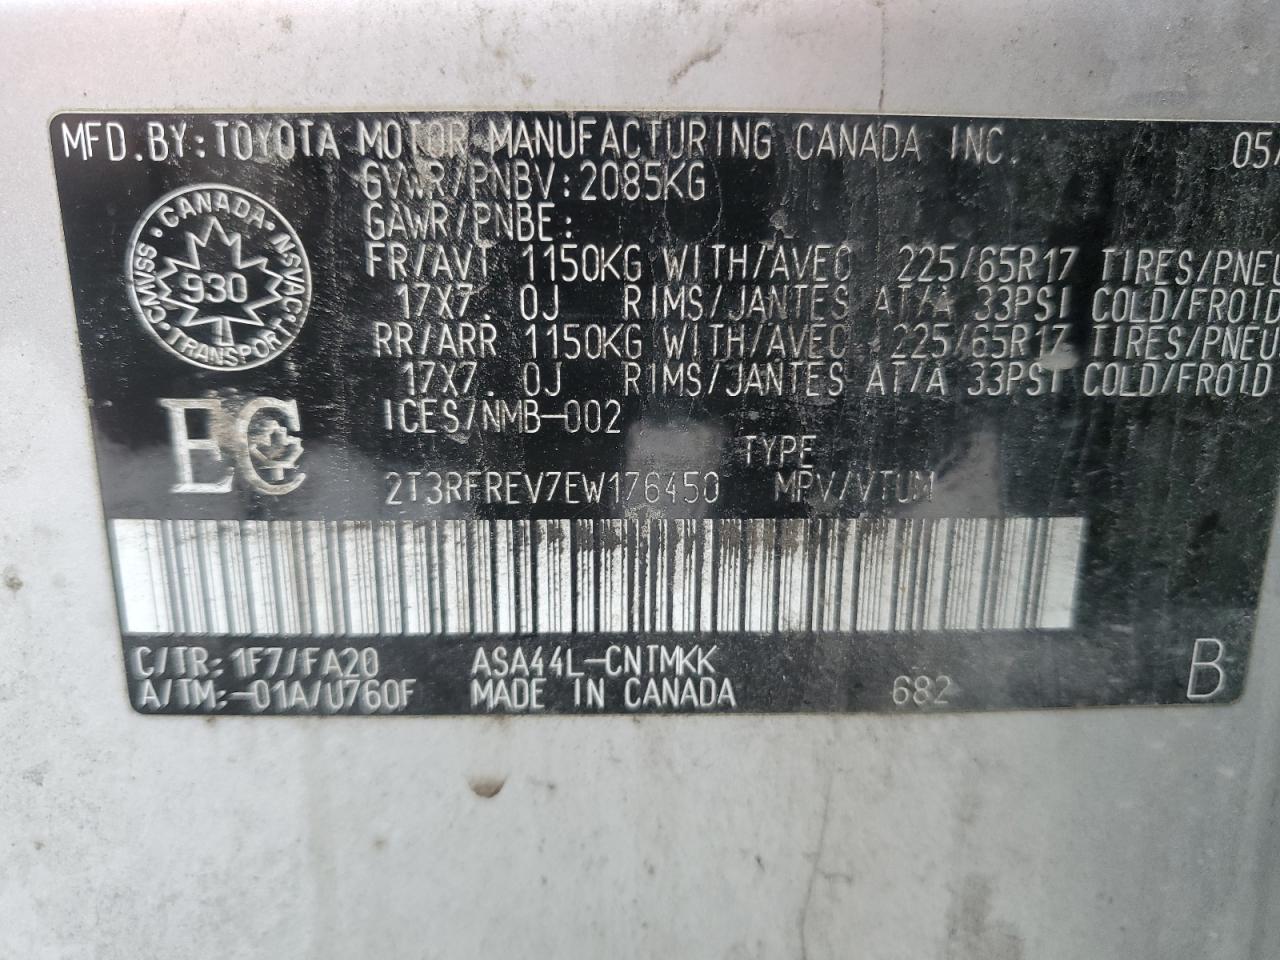 MFD.BY:TOYOTA MOTOR MANUFACTURING CANADA INC. 05/
GVWR/PNBV:2085KG
GAWR/PNBE:
FR/AVT 1150KG WITH/AVEC 225/65R17 TIRES/PNEU
17X7.0J RIMS/JANTES AT/A 33PSI COLD/FROID
RR/ARR 1150KG WITH/AVEC 225/65R17 TIRES/PNEU
17X7.0J RIMS/JANTES AT/A 33PSI COLD/FROID
CANADA · NSVAC · TRANSPORT · CMVSS
930
EC
ICES/NMB-002
TYPE
2T3RFREV7EW176450 MPV/VTUM
C/TR: 1F7/FA20 ASA44L-CNTMKK
A/TM:-01A/U760F MADE IN CANADA 682 B